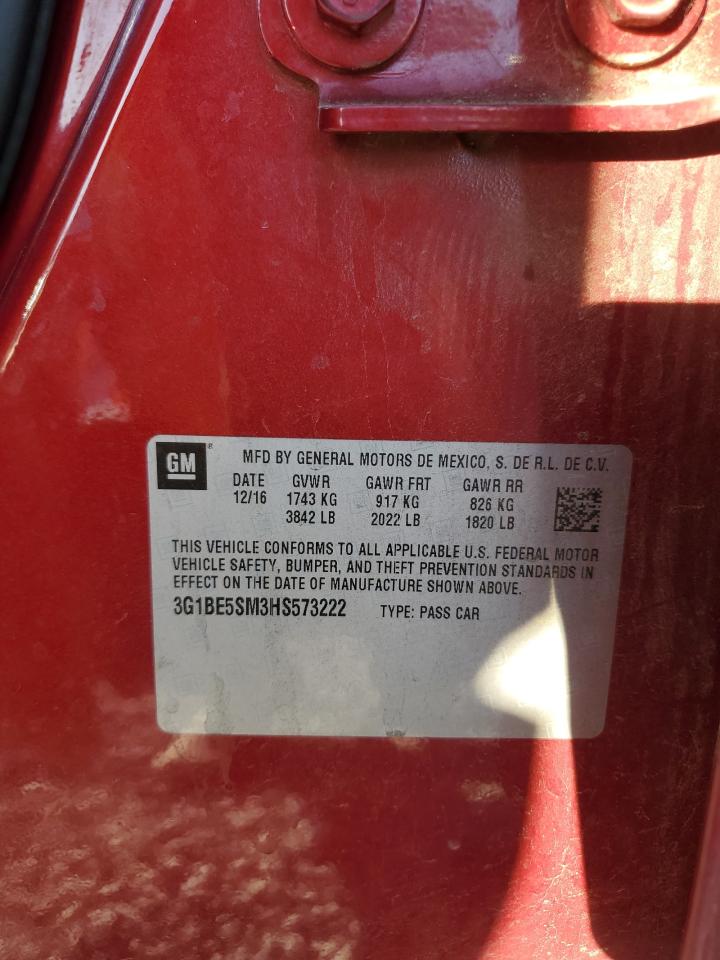 GM ® MFD BY GENERAL MOTORS DE MEXICO, S. DE R.L. DE C.V.
DATE GVWR GAWR FRT GAWR RR
12/16 1743 KG 917 KG 826 KG
3842 LB 2022 LB 1820 LB
THIS VEHICLE CONFORMS TO ALL APPLICABLE U.S. FEDERAL MOTOR
VEHICLE SAFETY, BUMPER, AND THEFT PREVENTION STANDARDS IN
EFFECT ON THE DATE OF MANUFACTURE SHOWN ABOVE.
3G1BE5SM3HS573222 TYPE: PASS CAR